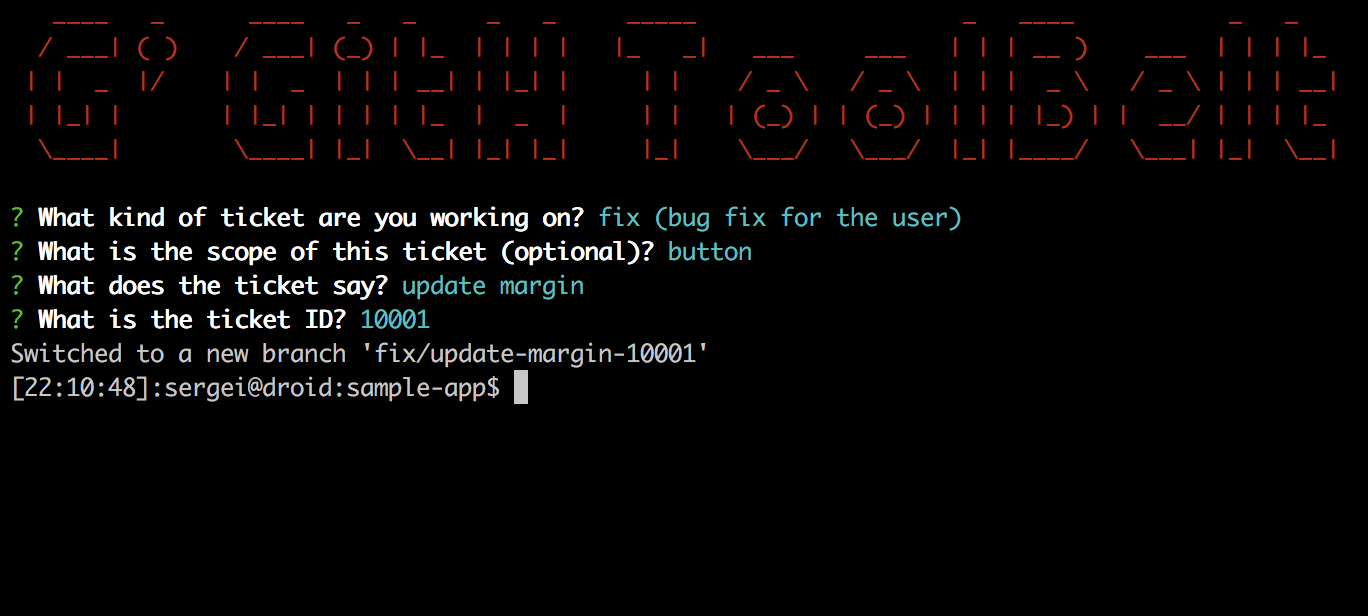 G' GitH ToolBelt
? What kind of ticket are you working on? fix (bug fix for the user)
? What is the scope of this ticket (optional)? button
? What does the ticket say? update margin
? What is the ticket ID? 10001
Switched to a new branch 'fix/update-margin-10001'
[22:10:48]:sergei@droid:sample-app$